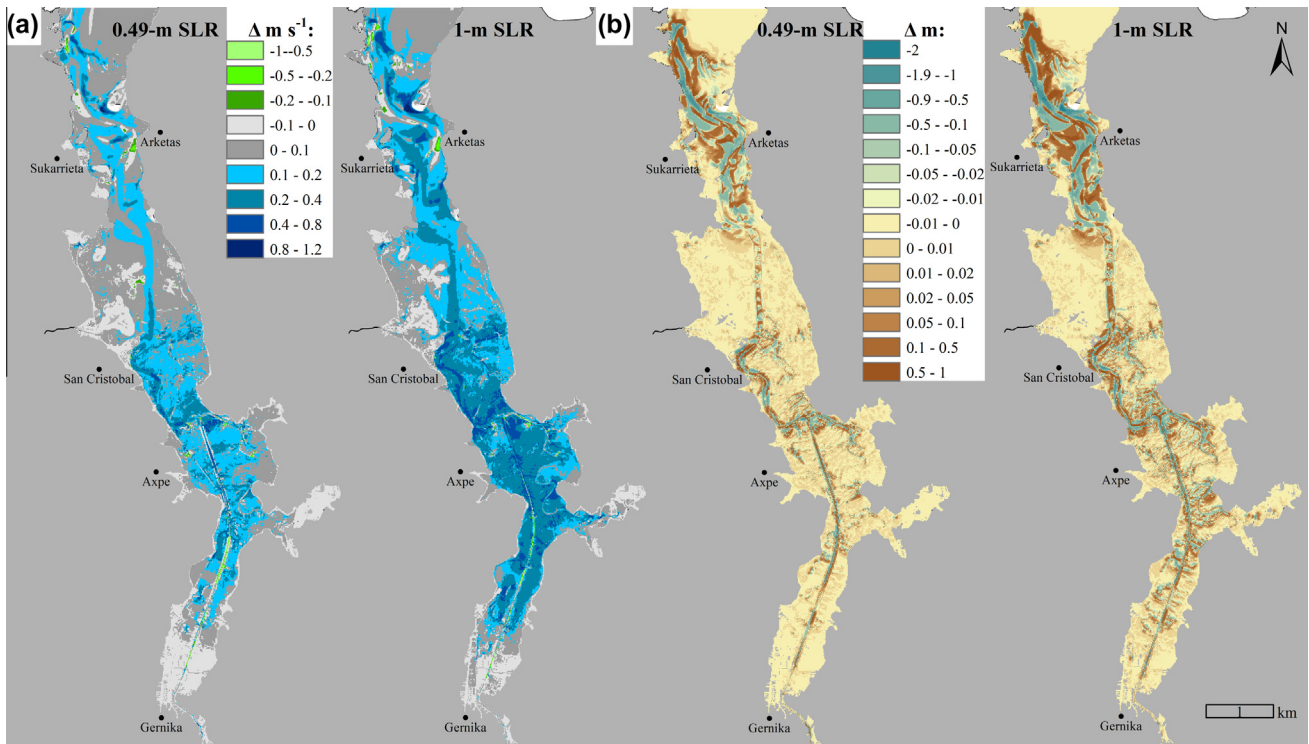 (a)
0.49-m SLR
Δ m s⁻¹:
-1--0.5
-0.5 - -0.2
-0.2 - -0.1
-0.1 - 0
0 - 0.1
0.1 - 0.2
0.2 - 0.4
0.4 - 0.8
0.8 - 1.2
Arketas
Sukarrieta
San Cristobal
Axpe
Gernika
1-m SLR
Arketas
San Cristobal
Axpe
Gernika
(b)
0.49-m SLR
Δ m:
-2
-1.9 - -1
-0.9 - -0.5
-0.5 - -0.1
-0.1 - -0.05
-0.05 - -0.02
-0.02 - -0.01
-0.01 - 0
0 - 0.01
0.01 - 0.02
0.02 - 0.05
0.05 - 0.1
0.1 - 0.5
0.5 - 1
Arketas
Sukarrieta
San Cristobal
Axpe
Gernika
1-m SLR
N
Arketas
Sukarrieta
San Cristobal
Axpe
Gernika
1
km